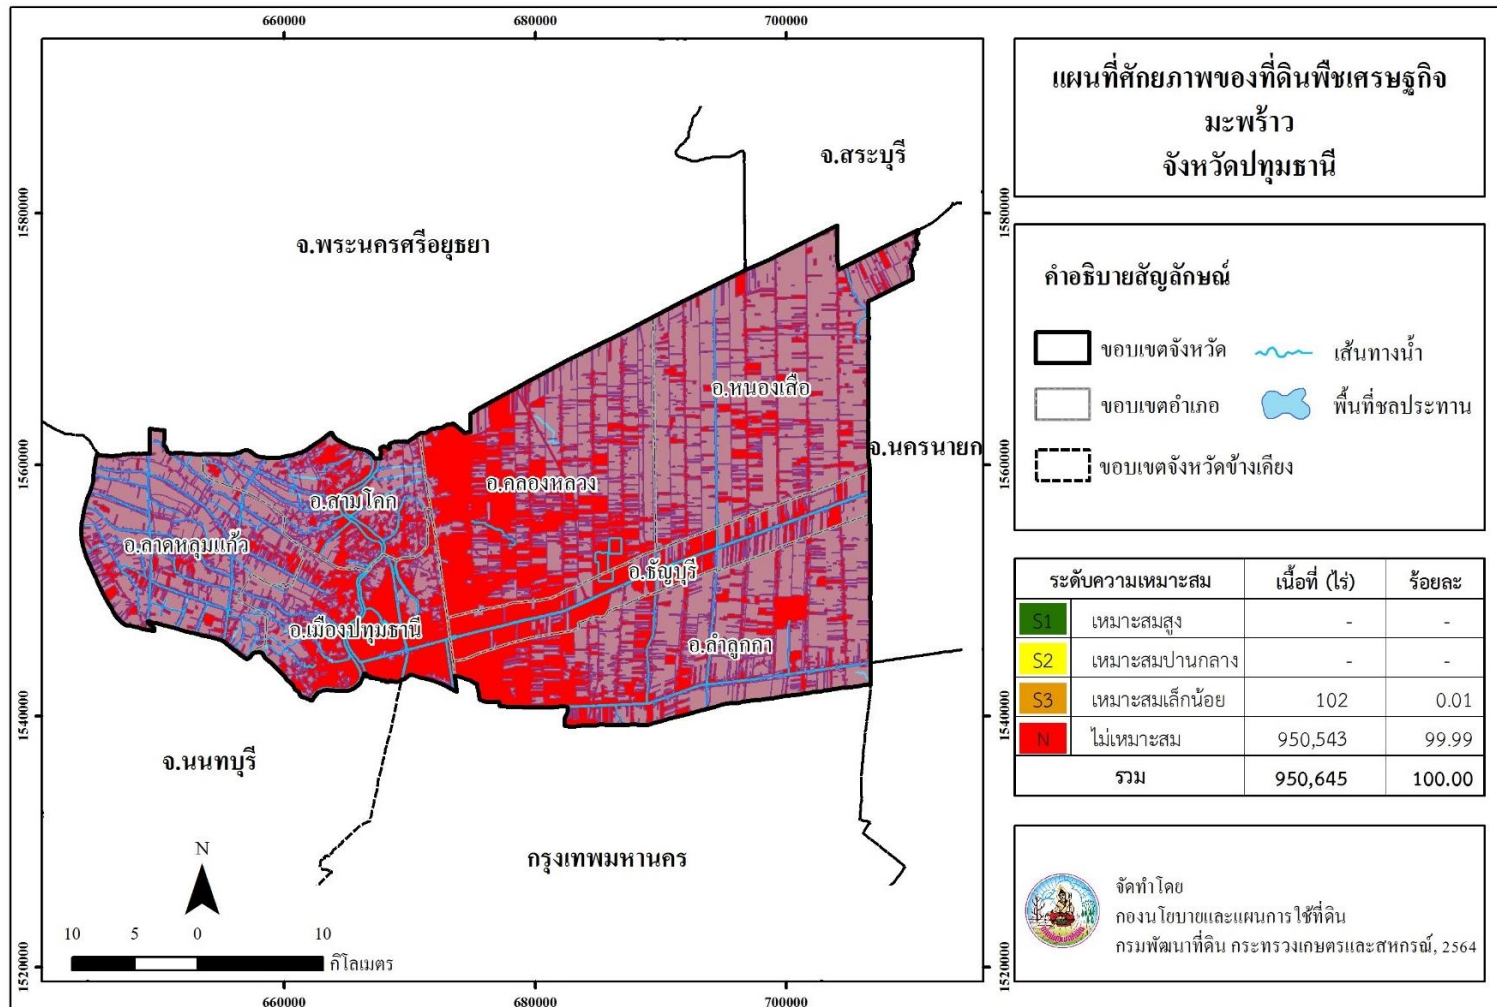 660000
680000
700000
แผนที่ศักยภาพของที่ดินพืชเศรษฐกิจ
มะพร้าว
จังหวัดปทุมธานี
จ.สระบุรี
1580000
1580000
จ.พระนครศรีอยุธยา
คำอธิบายสัญลักษณ์
ขอบเขตจังหวัด
เส้นทางน้ำ
ขอบเขตอำเภอ
พื้นที่ชลประทาน
ขอบเขตจังหวัดข้างเคียง
อ.หนองเสือ
จ.นครนายก
1560000
1560000
อ.คลองหลวง
อ.สามโคก
อ.ลาดหลุมแก้ว
อ.ธัญบุรี
อ.เมืองปทุมธานี
อ.ลำลูกกา
ระดับความเหมาะสม เนื้อที่ (ไร่) ร้อยละ
S1 เหมาะสมสูง - -
S2 เหมาะสมปานกลาง - -
S3 เหมาะสมเล็กน้อย 102 0.01
N ไม่เหมาะสม 950,543 99.99
รวม 950,645 100.00
1540000
1540000
จ.นนทบุรี
กรุงเทพมหานคร
N
10 5 0 10
กิโลเมตร
จัดทำโดย
กองนโยบายและแผนการใช้ที่ดิน
กรมพัฒนาที่ดิน กระทรวงเกษตรและสหกรณ์, 2564
1520000
1520000
660000
680000
700000